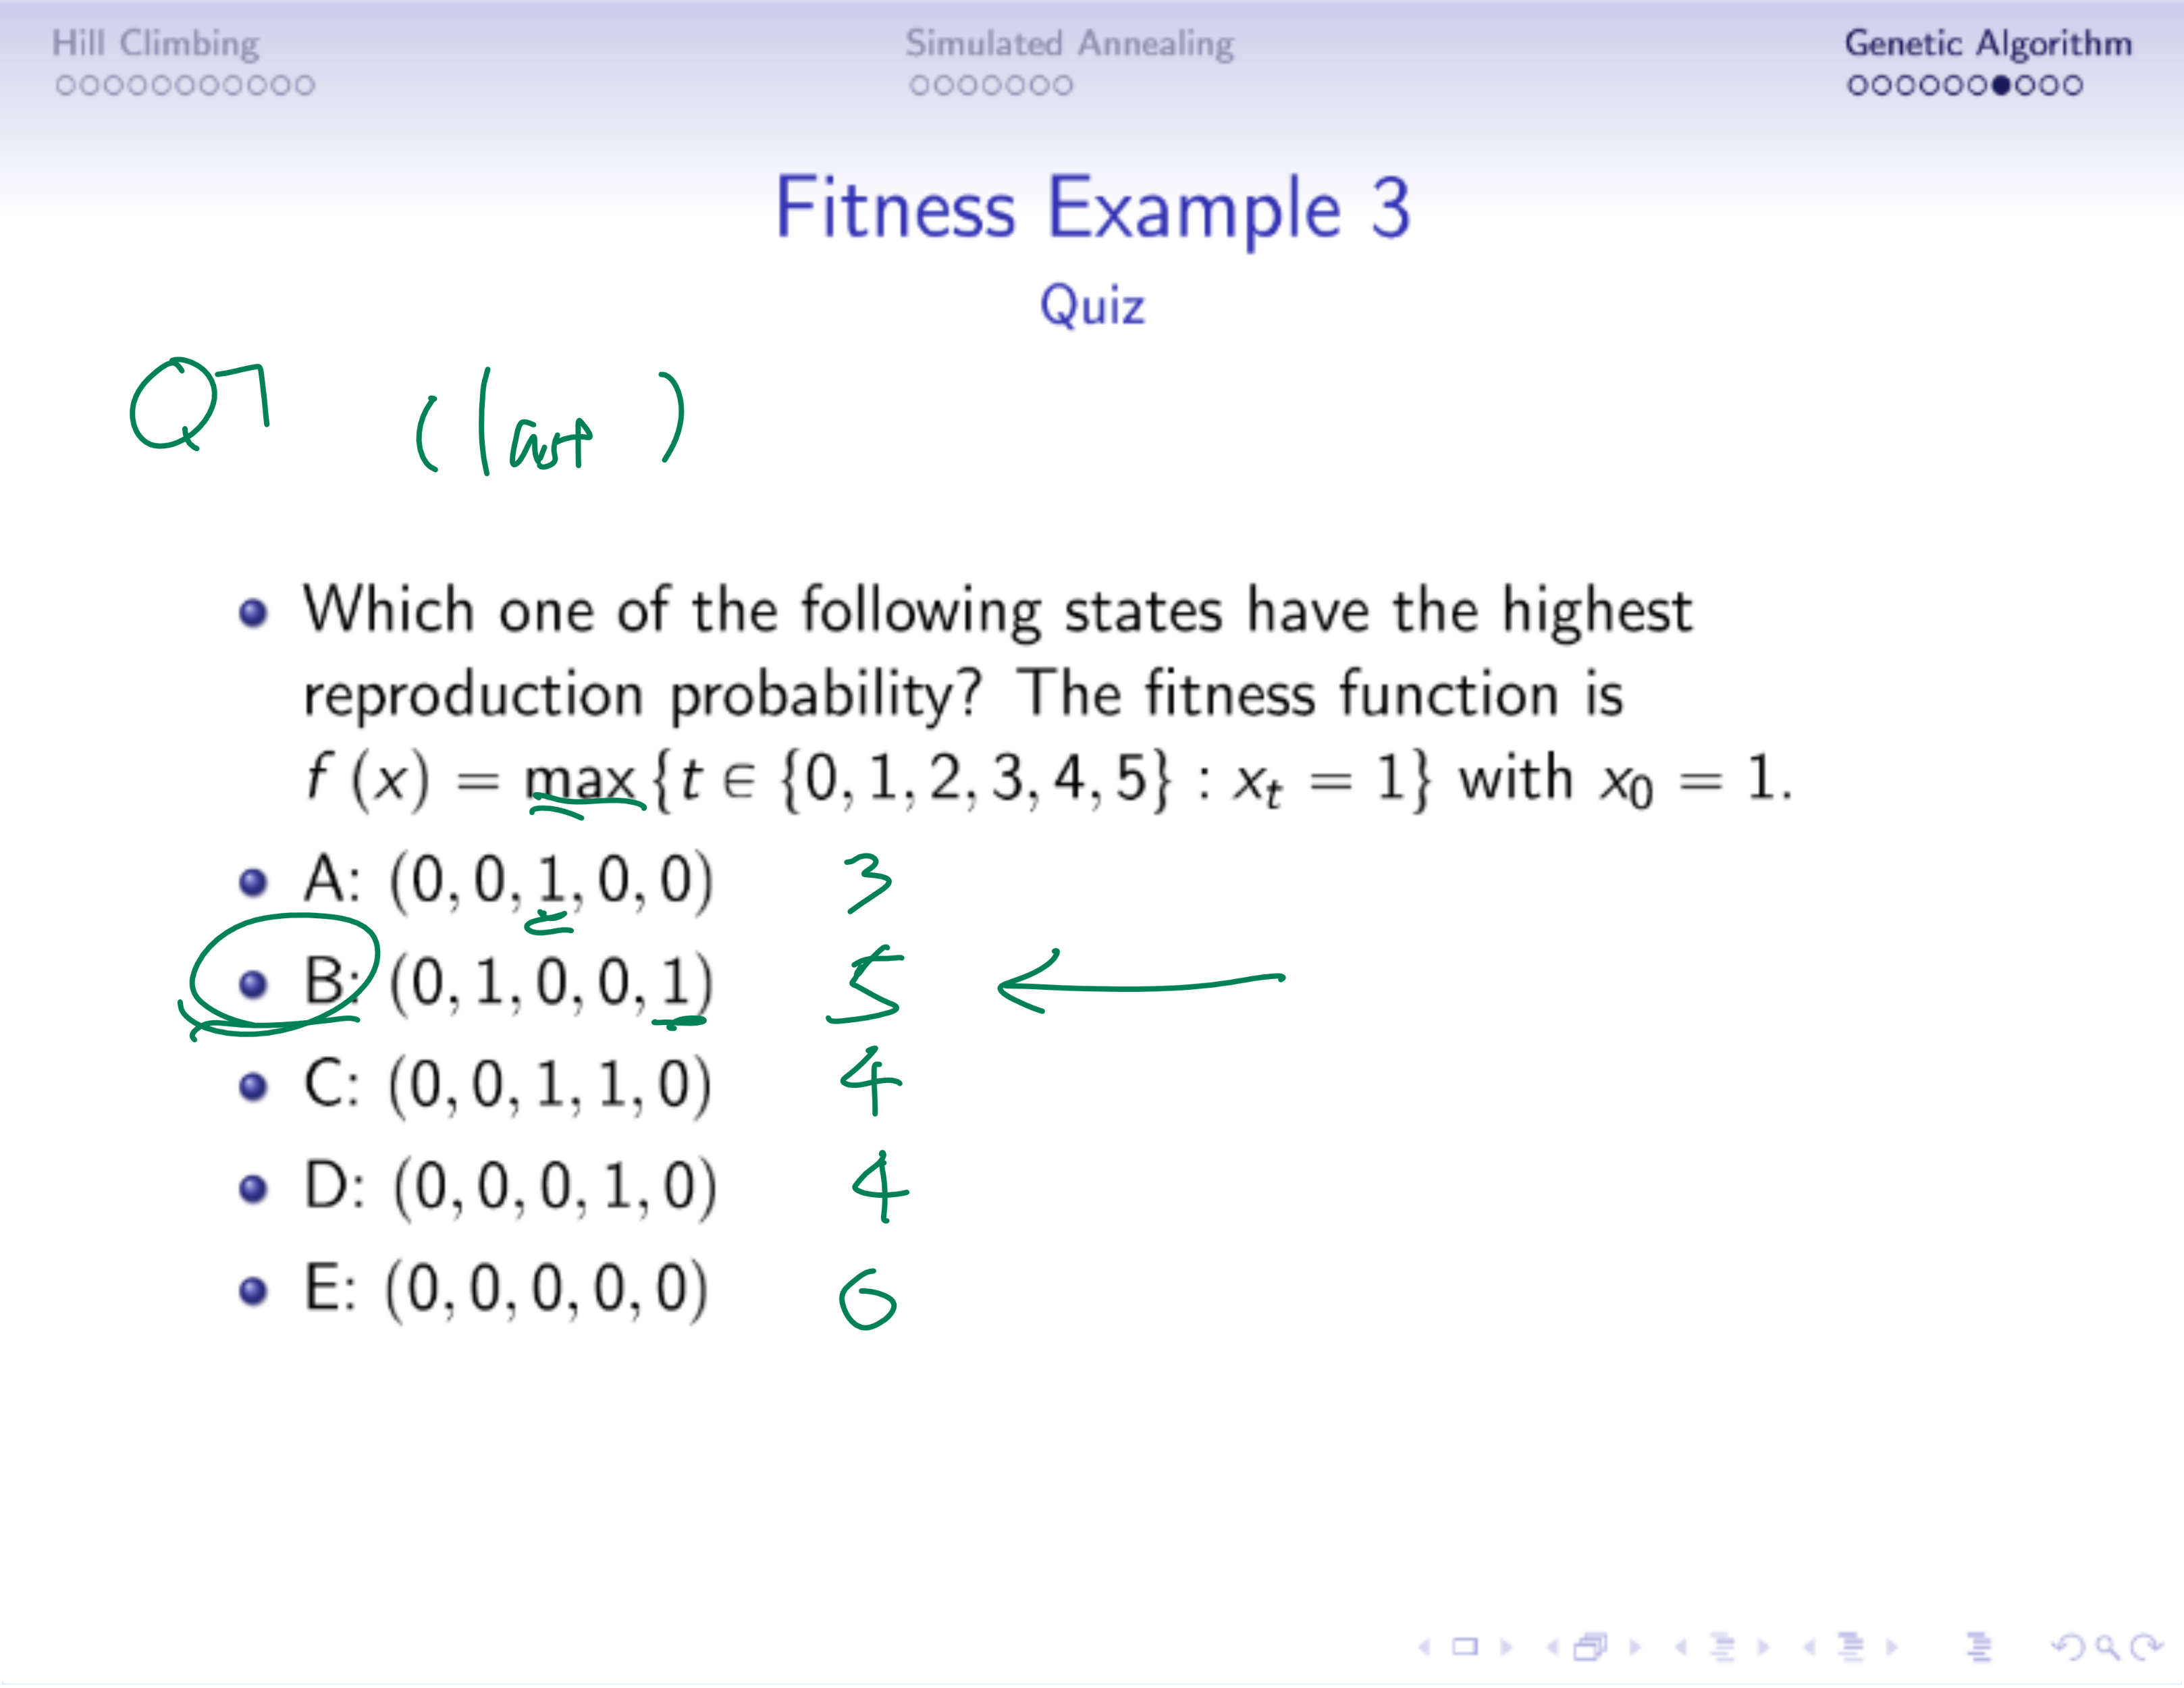 Hill Climbing Simulated Annealing Genetic Algorithm
Fitness Example 3
Quiz
Q7 (last)
Which one of the following states have the highest
reproduction probability? The fitness function is
f (x) = max {t ∈ {0, 1, 2, 3, 4, 5} : x_t = 1} with x_0 = 1.
A: (0, 0, 1, 0, 0) 3
B: (0, 1, 0, 0, 1) 5
C: (0, 0, 1, 1, 0) 4
D: (0, 0, 0, 1, 0) 4
E: (0, 0, 0, 0, 0) 0